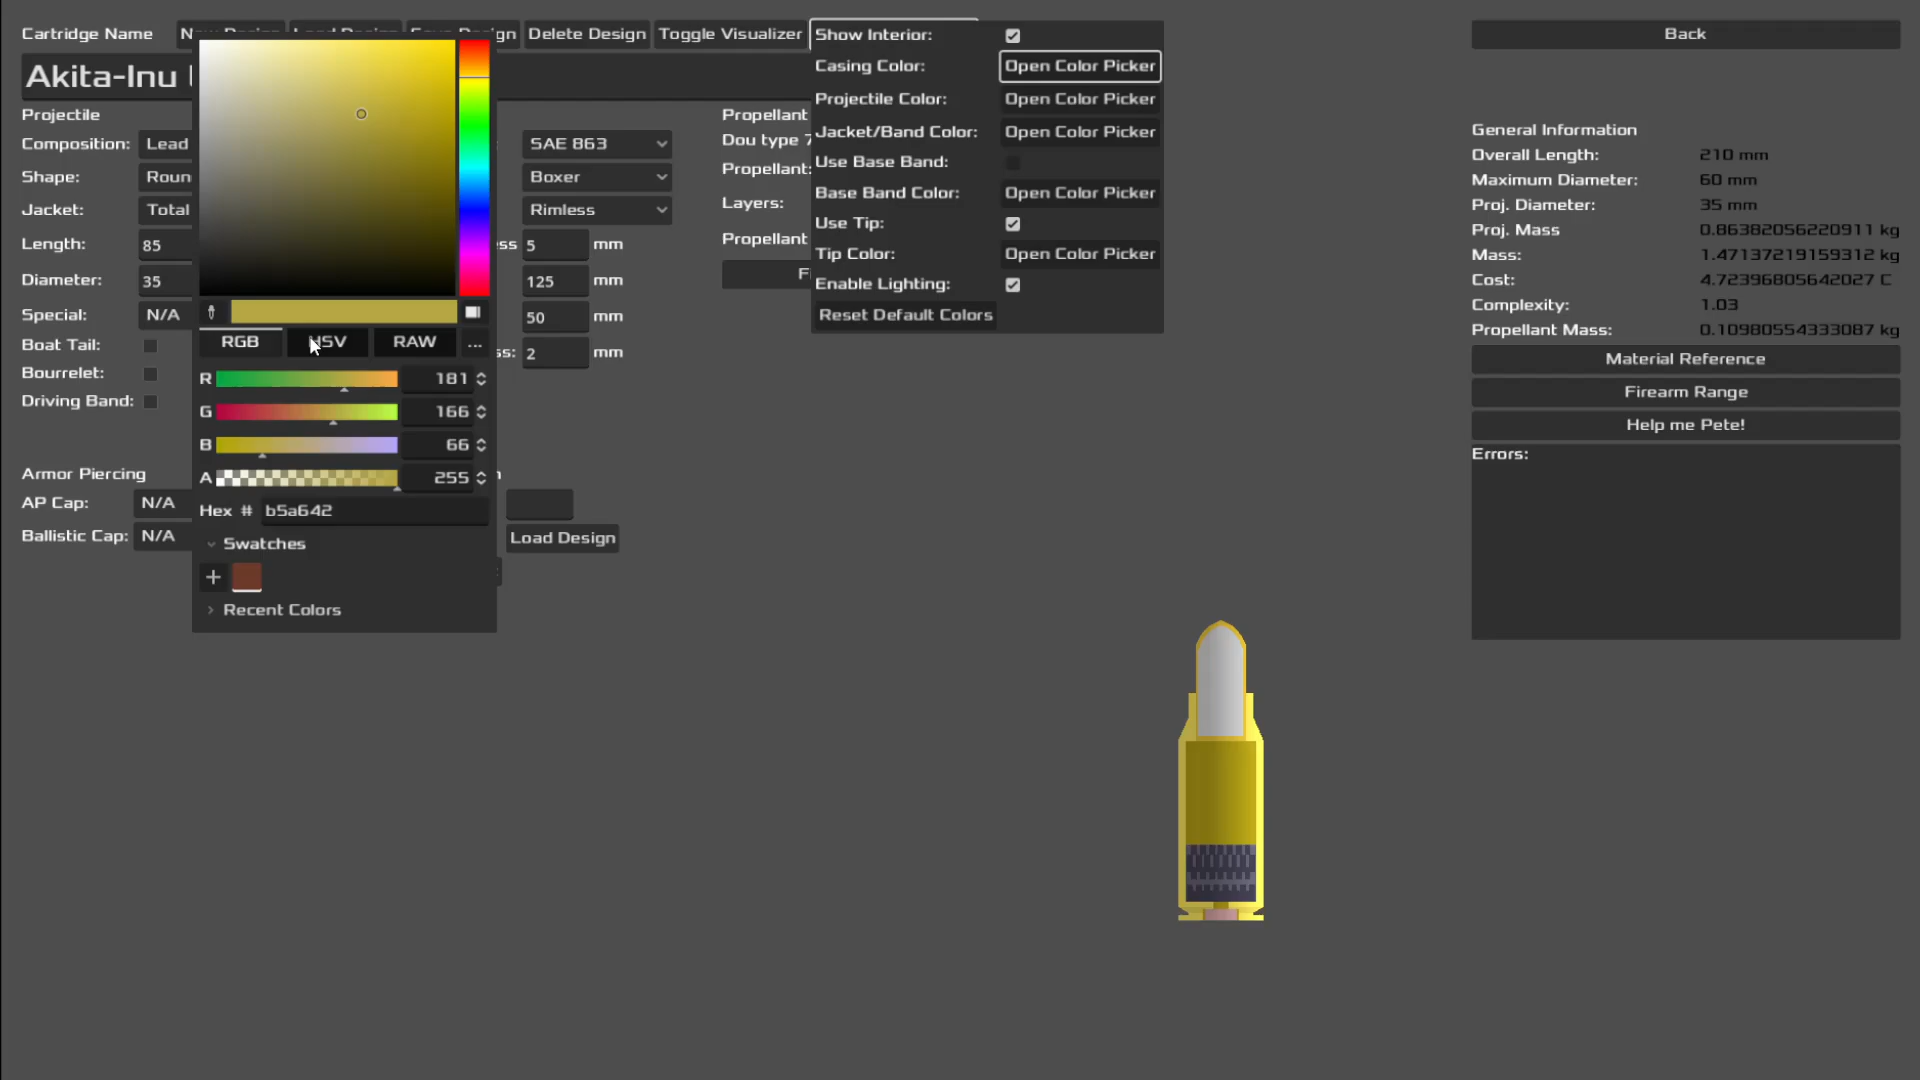 Cartridge Name
Delete Design
Toggle Visualizer
Back
Akita-Inu
Show Interior:
Casing Color: Open Color Picker
Projectile Color: Open Color Picker
Jacket/Band Color: Open Color Picker
Use Base Band:
Base Band Color: Open Color Picker
Use Tip:
Tip Color: Open Color Picker
Enable Lighting:
Reset Default Colors
Projectile
Composition: Lead
Shape: Roun
Jacket: Total
Length: 85
Diameter: 35
Special: N/A
Boat Tail:
Bourrelet:
Driving Band:
Armor Piercing
AP Cap: N/A
Ballistic Cap: N/A
RGB HSV RAW ...
R 181
G 166
B 66
A 255
Hex # b5a642
Swatches
+
Recent Colors
SAE 863
Boxer
Rimless
ss 5 mm
125 mm
50 mm
ss: 2 mm
Load Design
Propellant
Dou type 7
Propellant:
Layers:
Propellant
F
General Information
Overall Length: 210 mm
Maximum Diameter: 60 mm
Proj. Diameter: 35 mm
Proj. Mass 0.86382056220911 kg
Mass: 1.47137219159312 kg
Cost: 4.72396805642027 C
Complexity: 1.03
Propellant Mass: 0.10980554333087 kg
Material Reference
Firearm Range
Help me Pete!
Errors: